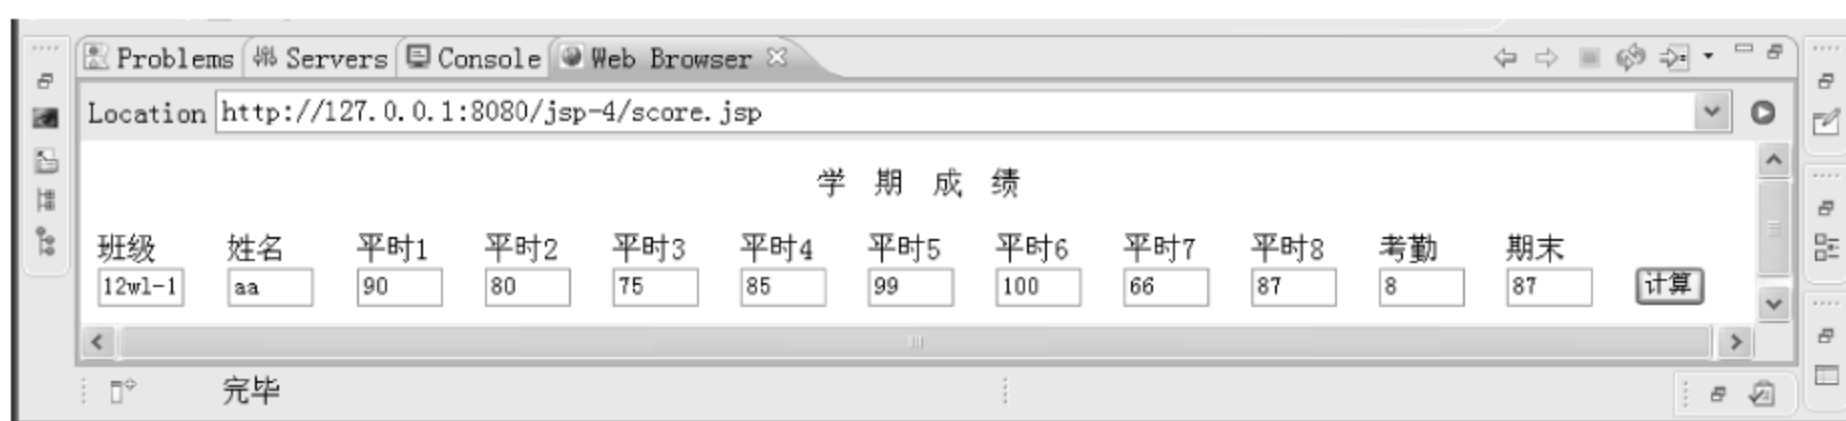 Problems Servers Console Web Browser
Location http://127.0.0.1:8080/jsp-4/score.jsp
学 期 成 绩
班级 姓名 平时1 平时2 平时3 平时4 平时5 平时6 平时7 平时8 考勤 期末
12wl-1 aa 90 80 75 85 99 100 66 87 8 87 计算
完毕